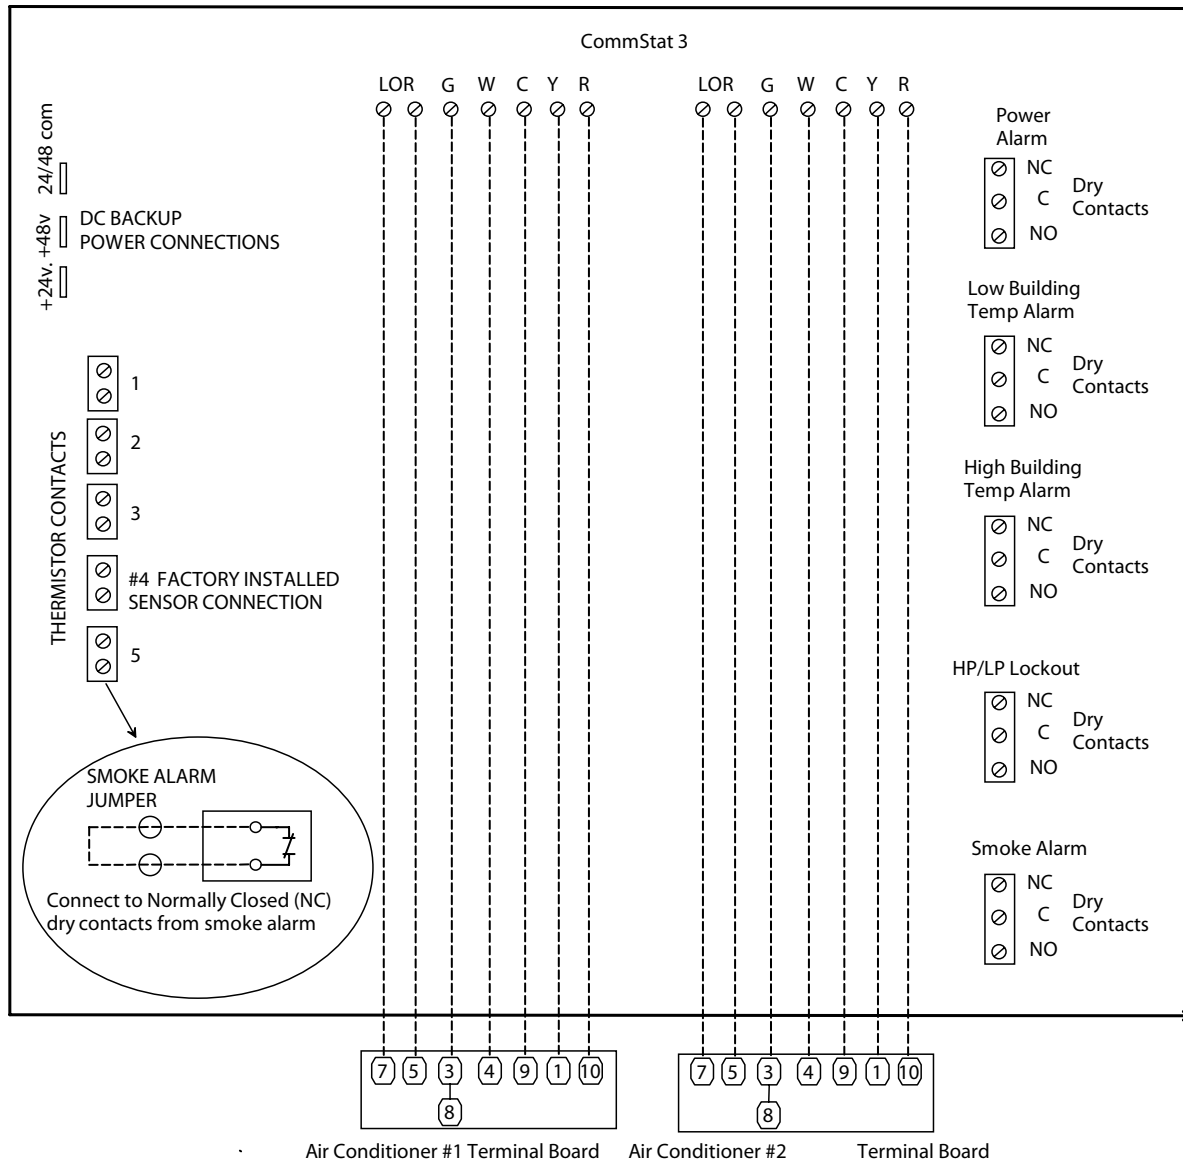 CommStat 3
LOR G W C Y R
LOR G W C Y R
24/48 com
+48v
+24v.
DC BACKUP
POWER CONNECTIONS
THERMISTOR CONTACTS
1
2
3
#4 FACTORY INSTALLED
SENSOR CONNECTION
5
SMOKE ALARM
JUMPER
Connect to Normally Closed (NC)
dry contacts from smoke alarm
Power
Alarm
NC
C
NO
Dry
Contacts
Low Building
Temp Alarm
NC
C
NO
Dry
Contacts
High Building
Temp Alarm
NC
C
NO
Dry
Contacts
HP/LP Lockout
NC
C
NO
Dry
Contacts
Smoke Alarm
NC
C
NO
Dry
Contacts
7 5 3 4 9 1 10
8
Air Conditioner #1 Terminal Board
7 5 3 4 9 1 10
8
Air Conditioner #2 Terminal Board